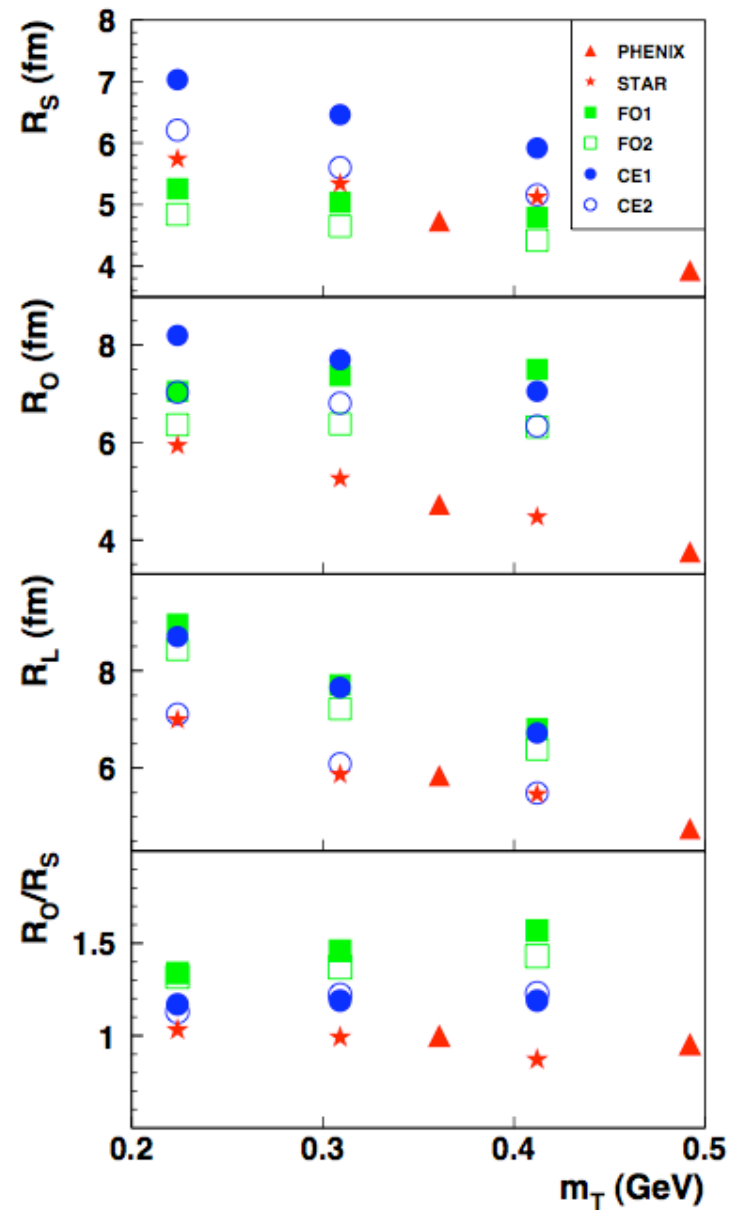 8
7
6
5
4
R_S (fm)
PHENIX
STAR
FO1
FO2
CE1
CE2
8
6
4
R_O (fm)
8
6
R_L (fm)
1.5
1
R_O/R_S
0.2 0.3 0.4 0.5
m_T (GeV)